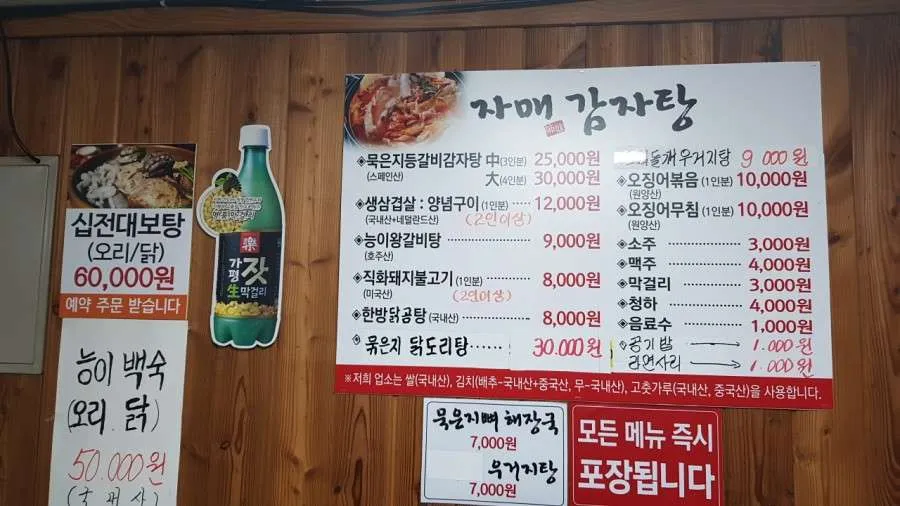 자매 감자탕
◈묵은지등갈비감자탕 中(3인분) 25,000원
(스페인산) 大(4인분) 30,000원
◈생삼겹살 : 양념구이(1인분) 12,000원
(국내산+네덜란드산) (2인이상)
◈능이왕갈비탕 9,000원
(호주산)
◈직화돼지불고기(1인분) 8,000원
(미국산) (2인이상)
◈한방닭곰탕(국내산) 8,000원
◈묵은지 닭도리탕 30.000원
들깨우거지탕 9 000원
◈오징어볶음(1인분) 10,000원
(원양산)
◈오징어무침(1인분) 10,000원
(원양산)
◈소주 3,000원
◈맥주 4,000원
◈막걸리 3,000원
◈청하 4,000원
◈음료수 1.000원
공기밥 1.000원
라면사리 1.000원
※저희 업소는 쌀(국내산), 김치(배추-국내산+중국산, 무-국내산), 고춧가루(국내산, 중국산)을 사용합니다.
십전대보탕
(오리/닭)
60,000원
예약 주문 받습니다
가평
잣
生막걸리
능이 백숙
(오리. 닭)
50.000원
묵은지뼈 해장국
7,000원
우거지탕
7,000원
모든 메뉴 즉시
포장됩니다